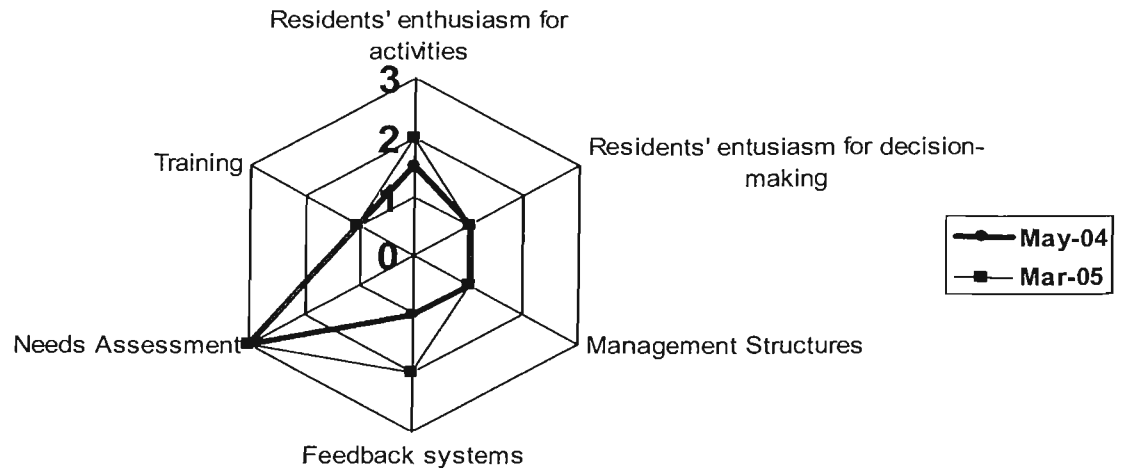 Residents' enthusiasm for
activities
3
2
1
0
Residents' entusiasm for decision-
making
Training
Needs Assessment
Management Structures
Feedback systems
May-04
Mar-05